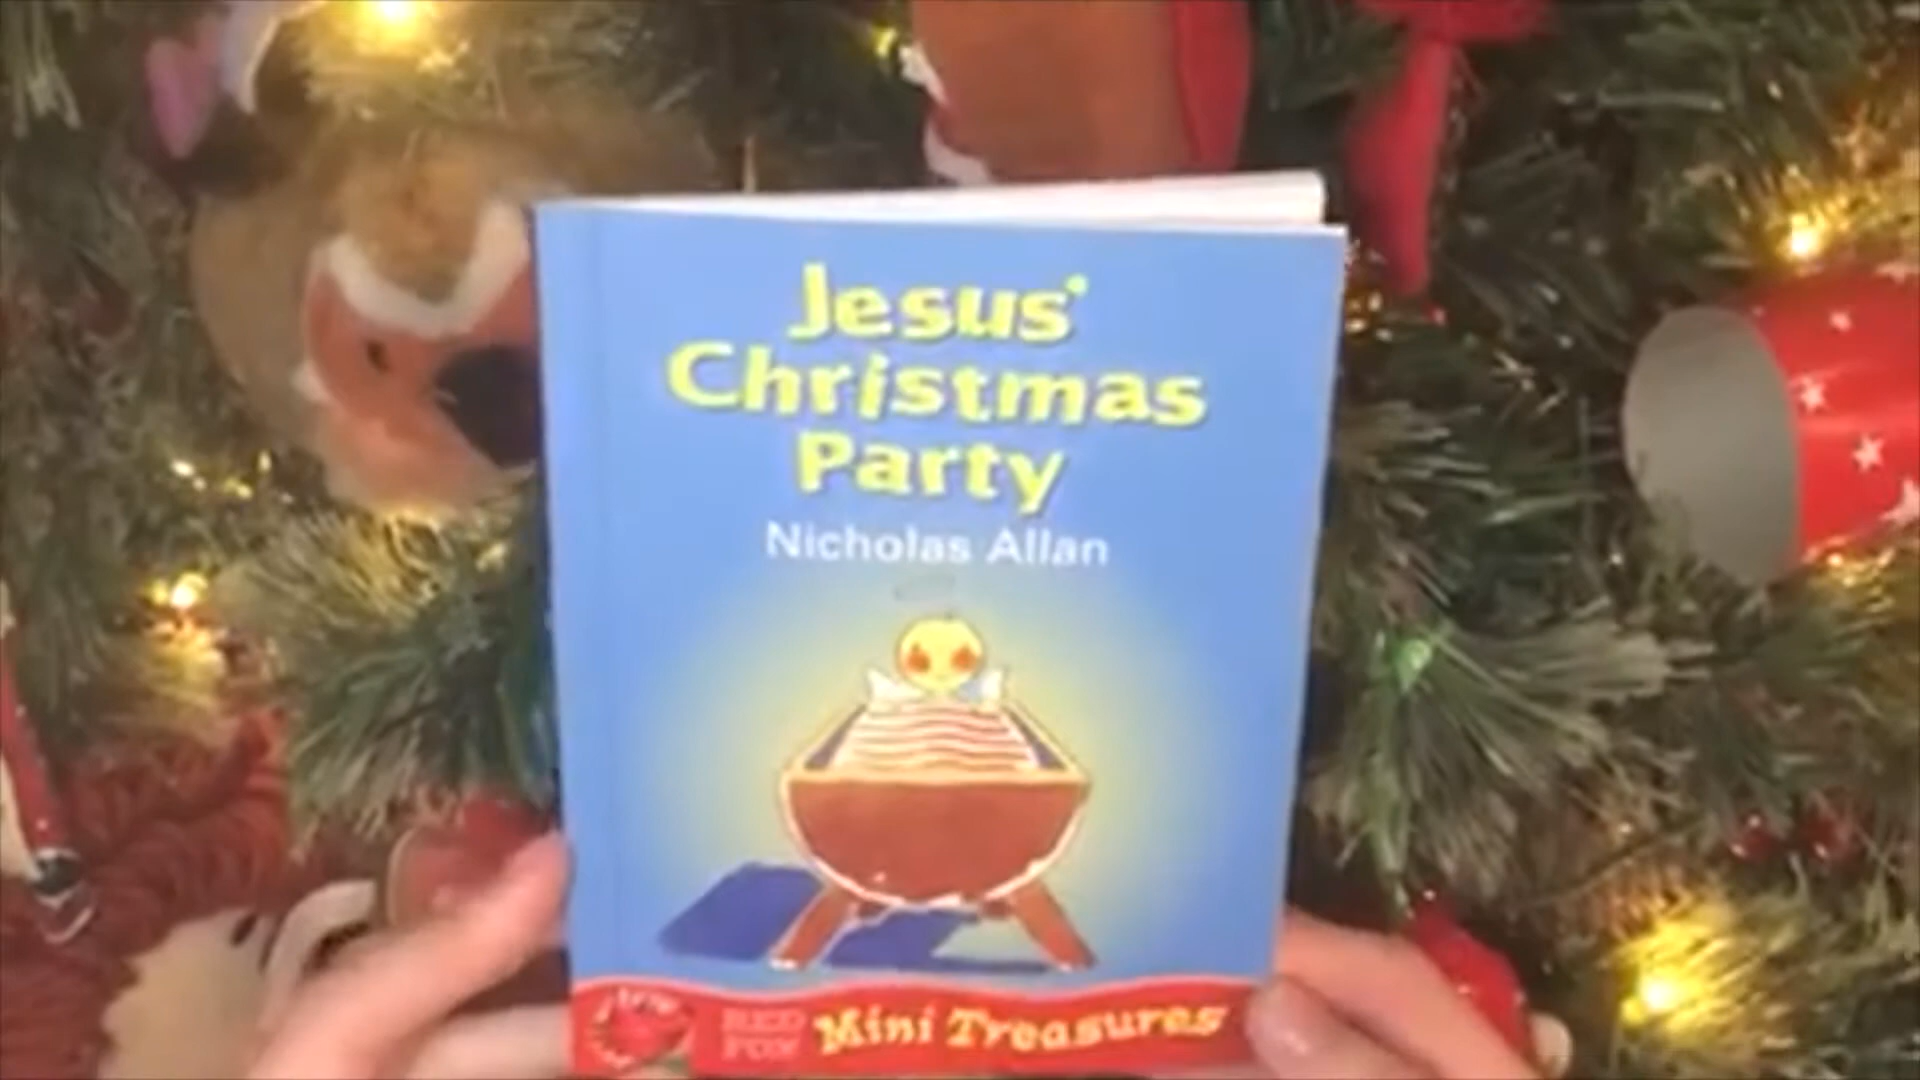 Jesus'
Christmas
Party
Nicholas Allan
RED
FOX
Mini Treasures